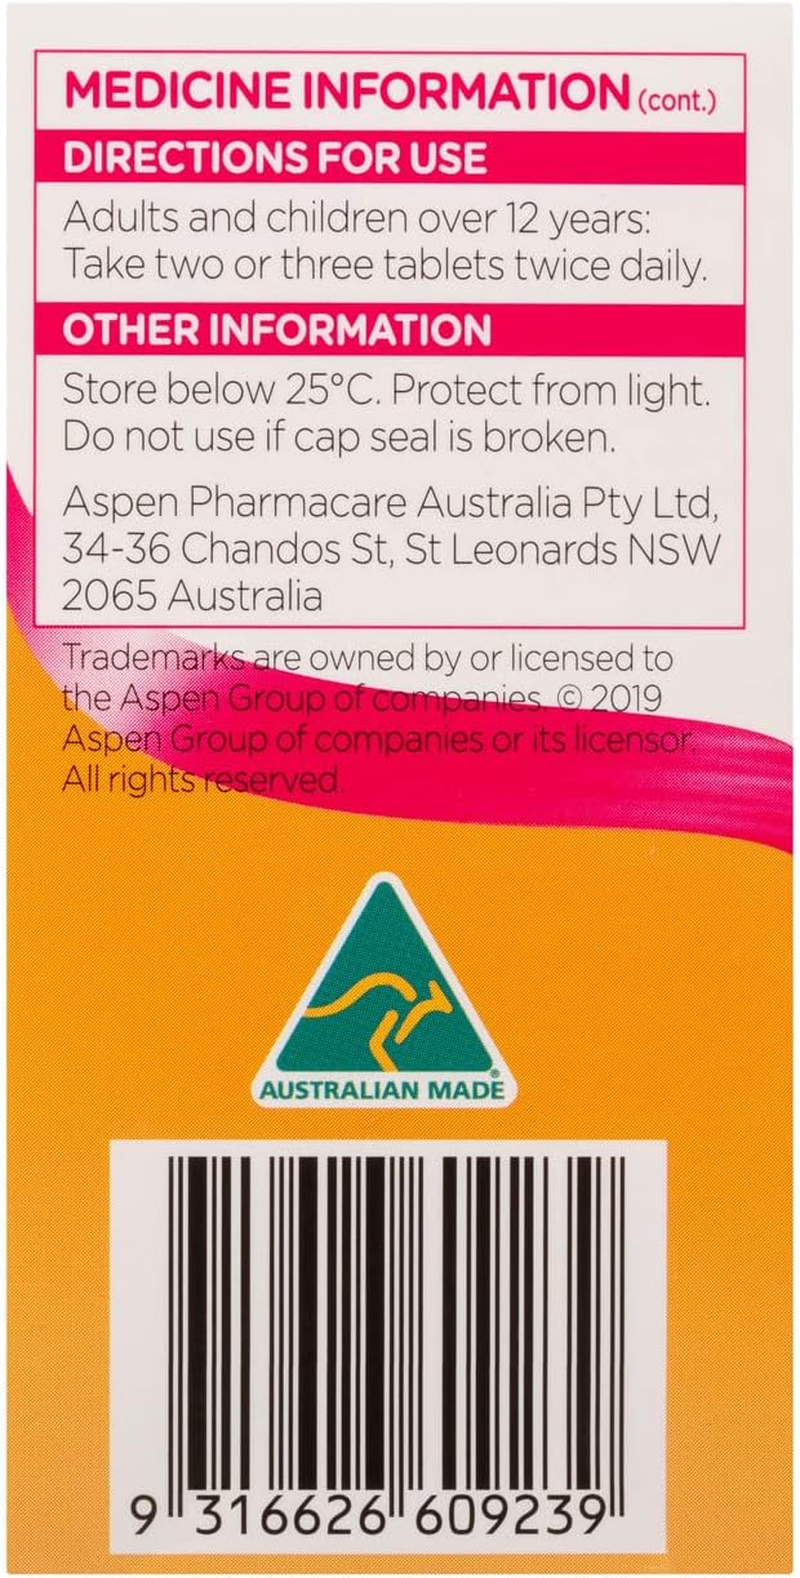 MEDICINE INFORMATION (cont.)
DIRECTIONS FOR USE
Adults and children over 12 years:
Take two or three tablets twice daily.
OTHER INFORMATION
Store below 25°C. Protect from light.
Do not use if cap seal is broken.
Aspen Pharmacare Australia Pty Ltd,
34-36 Chandos St, St Leonards NSW
2065 Australia
Trademarks are owned by or licensed to
the Aspen Group of companies. © 2019
Aspen Group of companies or its licensor.
All rights reserved.
AUSTRALIAN MADE®
9 316626 609239